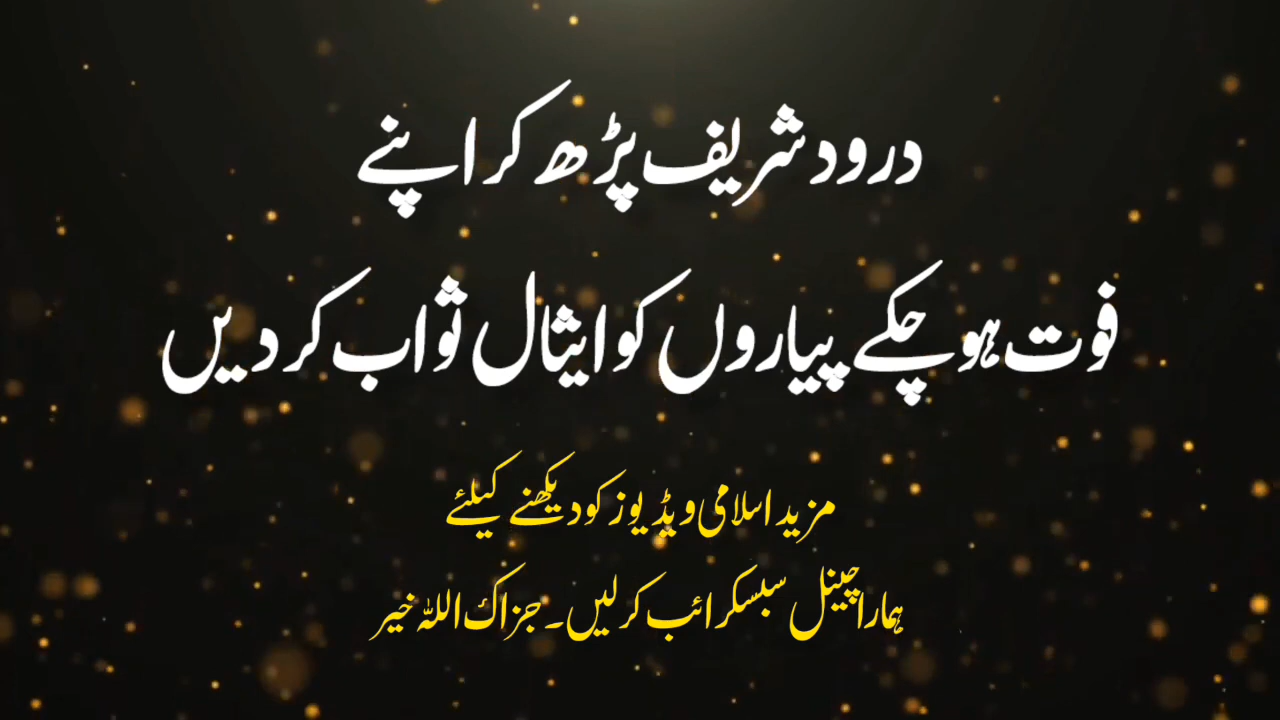 درود شریف پڑھ کر اپنے
فوت ہو چکے پیاروں کو ایثال ثواب کر دیں
مزید اسلامی ویڈیوز کو دیکھنے کیلئے
ہمارا چینل سبسکرائب کر لیں۔ جزاک اللہ خیر